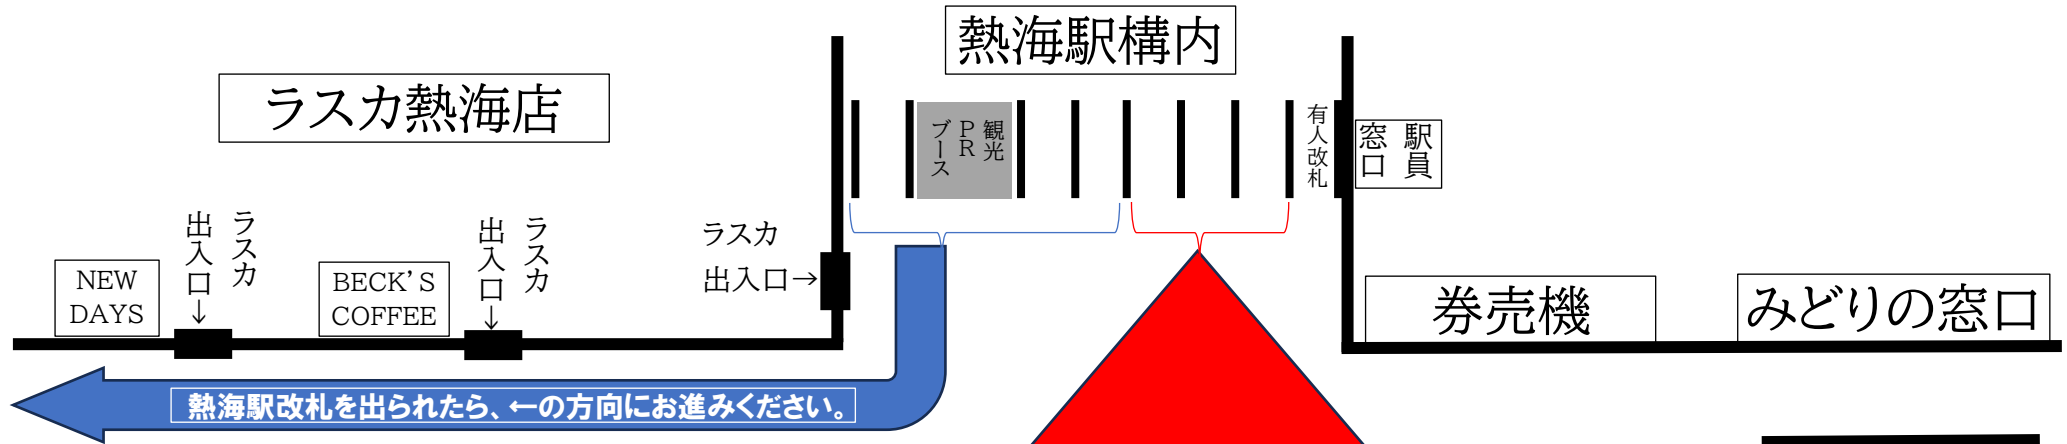 熱海駅構内
ラスカ熱海店
観光
PR
ブース
有人改札
駅員
窓口
ラスカ
出入口↓
ラスカ
出入口↓
ラスカ
出入口→
NEW
DAYS
BECK'S
COFFEE
券売機
みどりの窓口
熱海駅改札を出られたら、←の方向にお進みください。